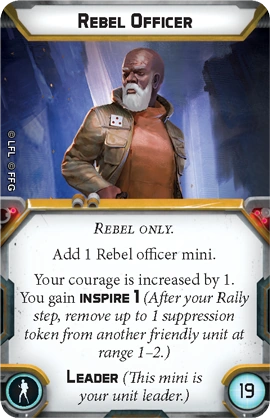 REBEL OFFICER
© LFL © FFG
REBEL ONLY.
Add 1 Rebel officer mini.
Your courage is increased by 1.
You gain INSPIRE 1 (After your Rally
step, remove up to 1 suppression
token from another friendly unit at
range 1–2.)
LEADER (This mini is
your unit leader.)
19